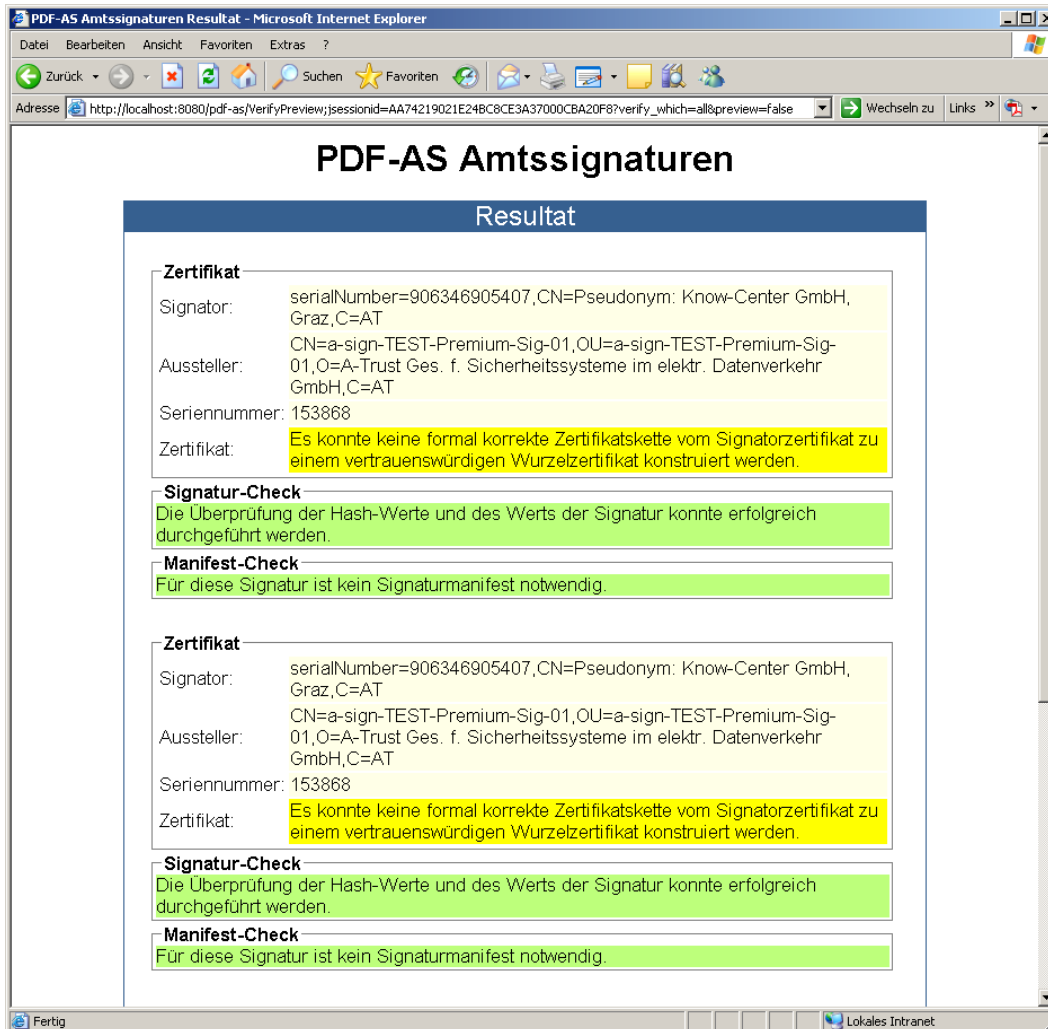 PDF-AS Amtssignaturen Resultat - Microsoft Internet Explorer
Datei Bearbeiten Ansicht Favoriten Extras ?
Zurück Suchen Favoriten
Adresse http://localhost:8080/pdf-as/VerifyPreview;jsessionid=AA74219021E24BC8CE3A37000CBA20F8?verify_which=all&preview=false Wechseln zu Links »
PDF-AS Amtssignaturen
Resultat
Zertifikat
Signator: serialNumber=906346905407,CN=Pseudonym: Know-Center GmbH,
Graz,C=AT
Aussteller: CN=a-sign-TEST-Premium-Sig-01,OU=a-sign-TEST-Premium-Sig-
01,O=A-Trust Ges. f. Sicherheitssysteme im elektr. Datenverkehr
GmbH,C=AT
Seriennummer: 153868
Zertifikat: Es konnte keine formal korrekte Zertifikatskette vom Signatorzertifikat zu
einem vertrauenswürdigen Wurzelzertifikat konstruiert werden.
Signatur-Check
Die Überprüfung der Hash-Werte und des Werts der Signatur konnte erfolgreich
durchgeführt werden.
Manifest-Check
Für diese Signatur ist kein Signaturmanifest notwendig.
Zertifikat
Signator: serialNumber=906346905407,CN=Pseudonym: Know-Center GmbH,
Graz,C=AT
Aussteller: CN=a-sign-TEST-Premium-Sig-01,OU=a-sign-TEST-Premium-Sig-
01,O=A-Trust Ges. f. Sicherheitssysteme im elektr. Datenverkehr
GmbH,C=AT
Seriennummer: 153868
Zertifikat: Es konnte keine formal korrekte Zertifikatskette vom Signatorzertifikat zu
einem vertrauenswürdigen Wurzelzertifikat konstruiert werden.
Signatur-Check
Die Überprüfung der Hash-Werte und des Werts der Signatur konnte erfolgreich
durchgeführt werden.
Manifest-Check
Für diese Signatur ist kein Signaturmanifest notwendig.
Fertig Lokales Intranet